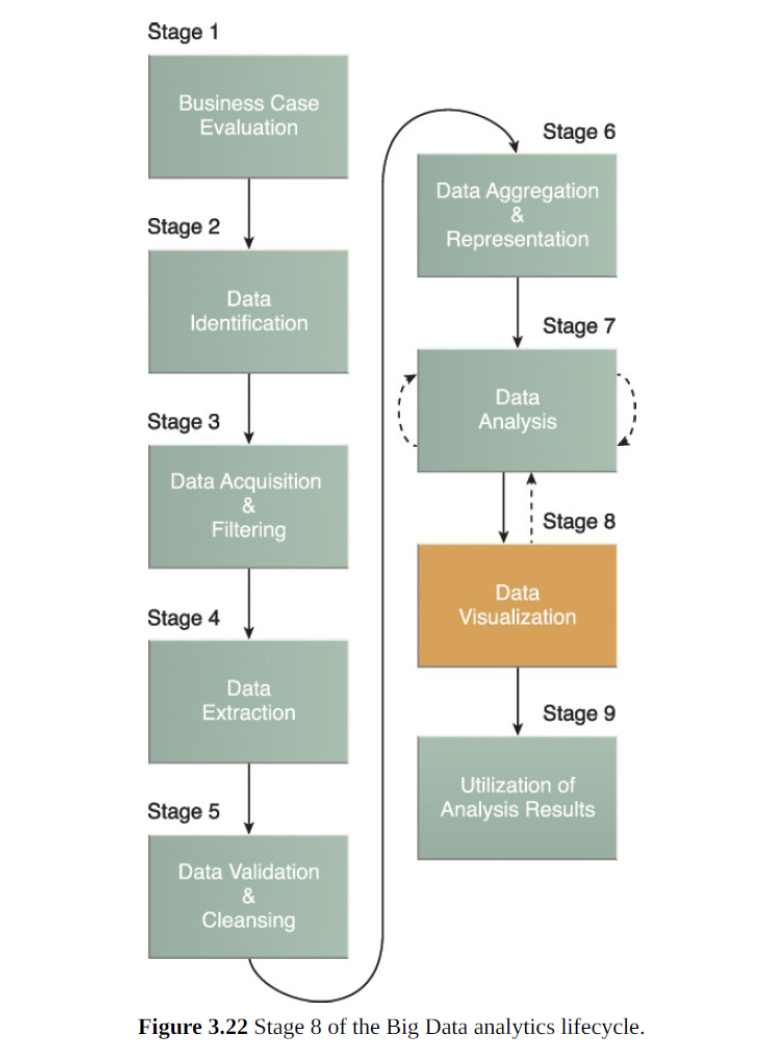 Stage 1
Business Case
Evaluation
Stage 2
Data
Identification
Stage 3
Data Acquisition
&
Filtering
Stage 4
Data
Extraction
Stage 5
Data Validation
&
Cleansing
Stage 6
Data Aggregation
&
Representation
Stage 7
Data
Analysis
Stage 8
Data
Visualization
Stage 9
Utilization of
Analysis Results
Figure 3.22 Stage 8 of the Big Data analytics lifecycle.